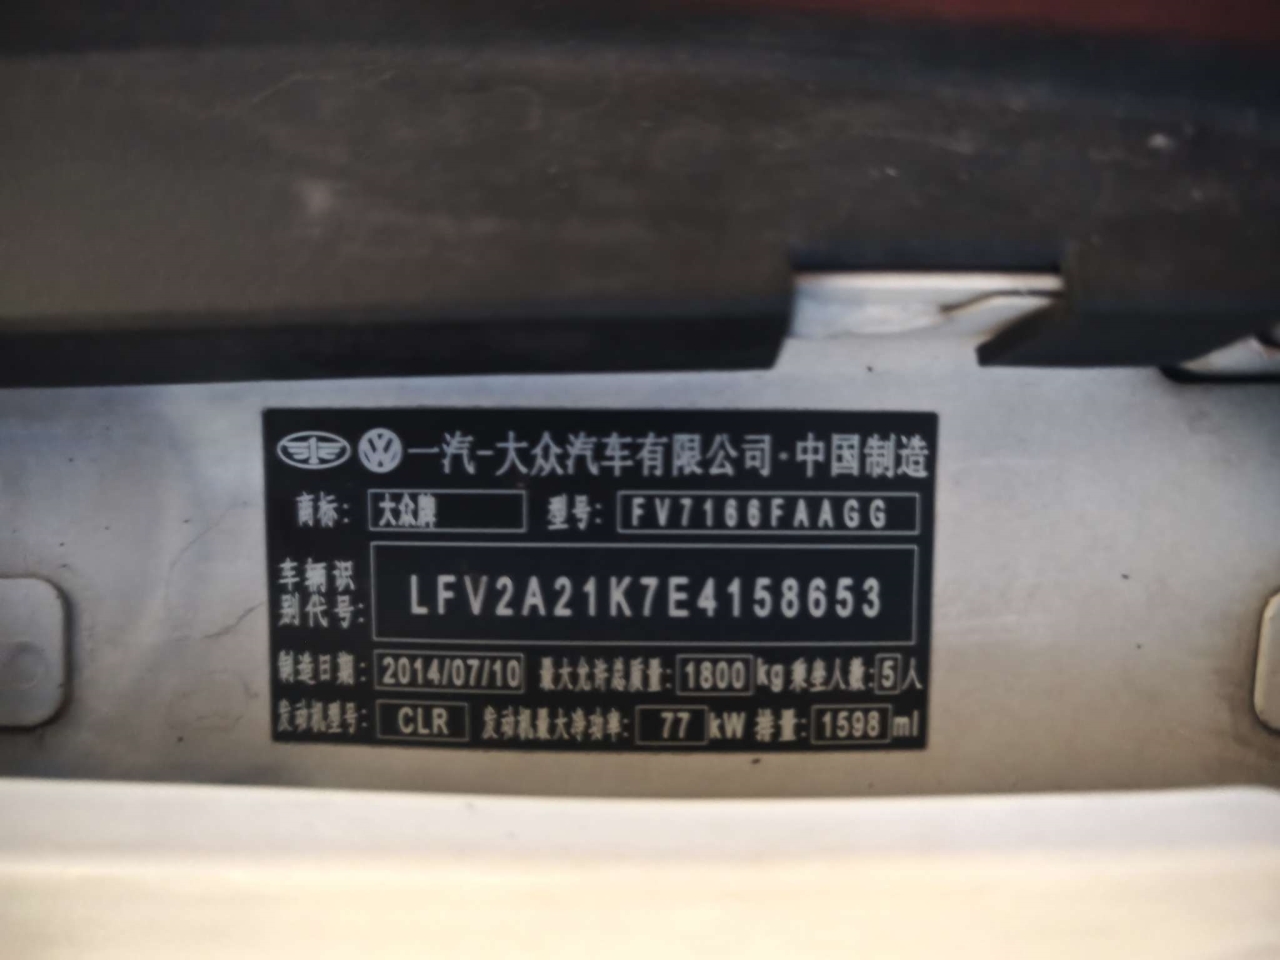 一汽-大众汽车有限公司·中国制造
商标: 大众牌 型号: FV7166FAAGG
车辆识别代号: LFV2A21K7E4158653
制造日期: 2014/07/10 最大允许总质量: 1800 kg 乘坐人数: 5 人
发动机型号: CLR 发动机最大净功率: 77 kW 排量: 1598 ml